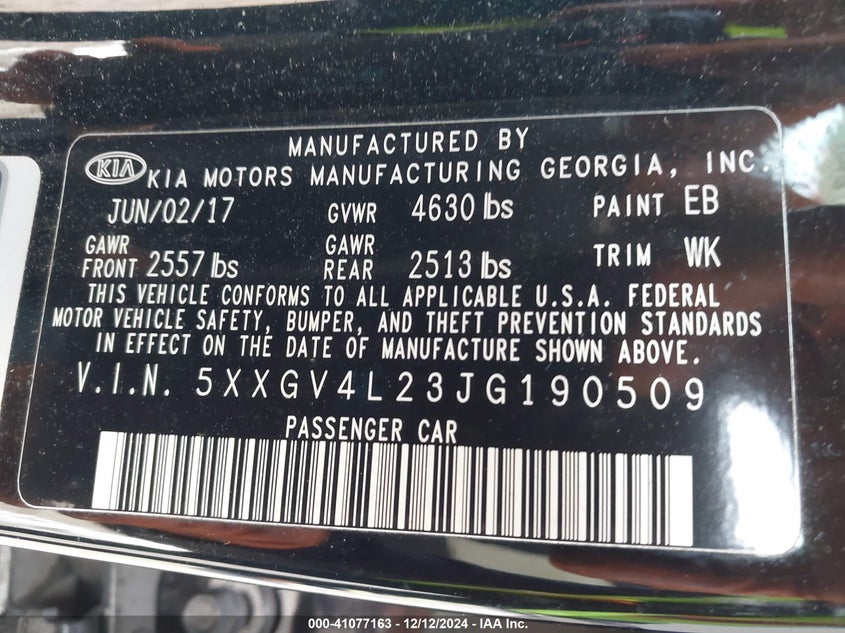 MANUFACTURED BY
KIA KIA MOTORS MANUFACTURING GEORGIA, INC.
JUN/02/17 GVWR 4630 lbs PAINT EB
GAWR FRONT 2557 lbs GAWR REAR 2513 lbs TRIM WK
THIS VEHICLE CONFORMS TO ALL APPLICABLE U.S.A. FEDERAL
MOTOR VEHICLE SAFETY, BUMPER, AND THEFT PREVENTION STANDARDS
IN EFFECT ON THE DATE OF MANUFACTURE SHOWN ABOVE.
V.I.N. 5XXGV4L23JG190509
PASSENGER CAR
000-41077163 - 12/12/2024 - IAA Inc.